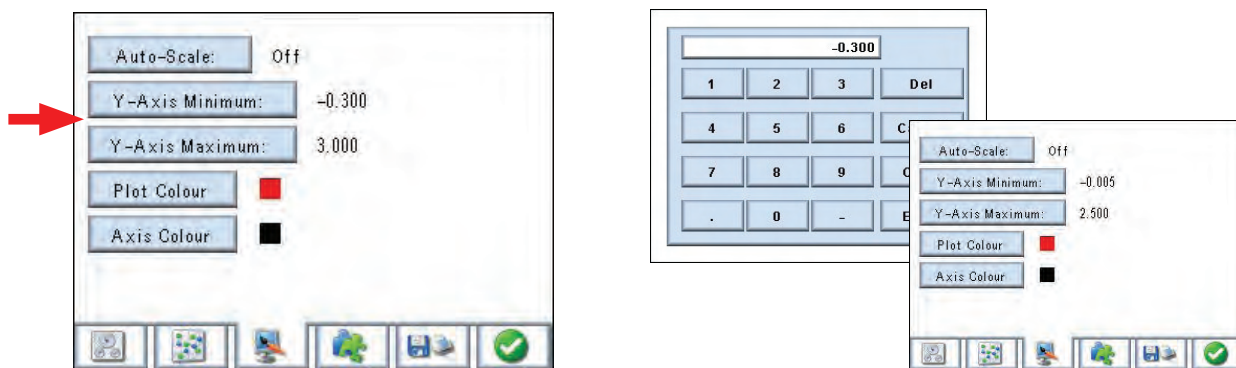 Auto-Scale: Off
Y-Axis Minimum: -0.300
Y-Axis Maximum: 3.000
Plot Colour
Axis Colour
-0.300
1 2 3 Del
4 5 6
7 8 9
. 0 -
Auto-Scale: Off
Y-Axis Minimum: -0.005
Y-Axis Maximum: 2.500
Plot Colour
Axis Colour